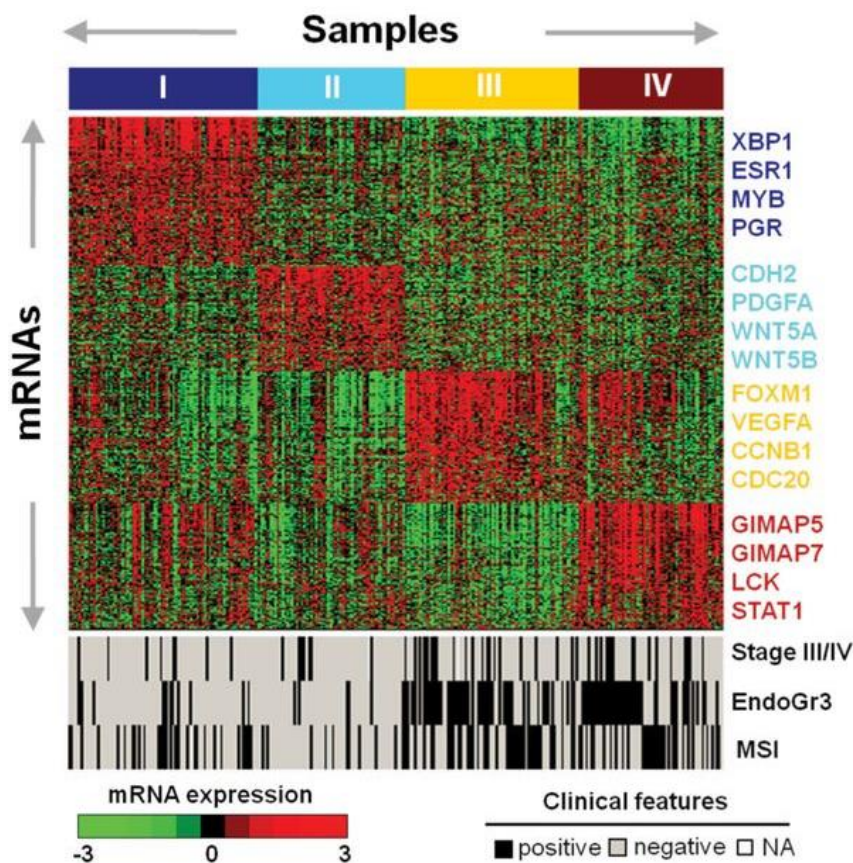 Samples
I II III IV
mRNAs
XBP1
ESR1
MYB
PGR
CDH2
PDGFA
WNT5A
WNT5B
FOXM1
VEGFA
CCNB1
CDC20
GIMAP5
GIMAP7
LCK
STAT1
Stage III/IV
EndoGr3
MSI
mRNA expression
-3 0 3
Clinical features
positive negative NA